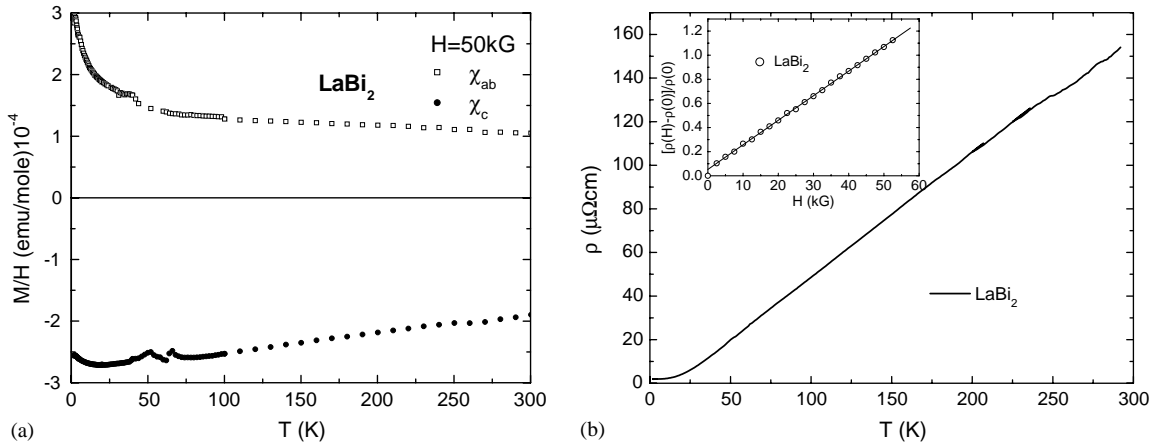 3
2
1
0
-1
-2
-3
M/H (emu/mole)10⁻⁴
H=50kG
LaBi₂
χab
χc
0 50 100 150 200 250 300
T (K)
(a)
160
140
120
100
80
60
40
20
0
ρ (μΩcm)
1.2
1.0
0.8
0.6
0.4
0.2
0.0
[ρ(H)-ρ(0)]/ρ(0)
LaBi₂
0 10 20 30 40 50 60
H (kG)
LaBi₂
0 50 100 150 200 250 300
T (K)
(b)